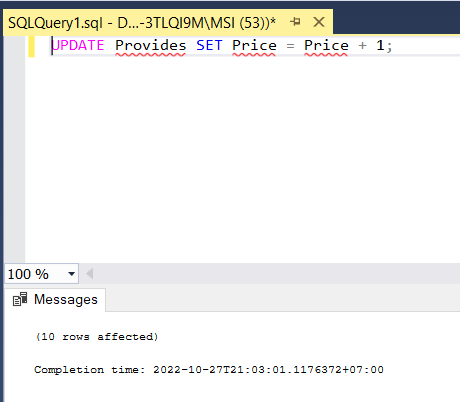 SQLQuery1.sql - D...-3TLQI9M\MSI (53))*
UPDATE Provides SET Price = Price + 1;
100 %
Messages
(10 rows affected)
Completion time: 2022-10-27T21:03:01.1176372+07:00